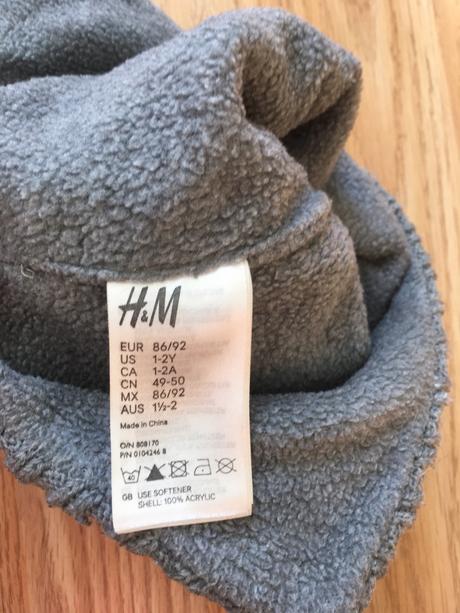 H&M
EUR 86/92
US 1-2Y
CA 1-2A
CN 49-50
MX 86/92
AUS 1½-2
Made in China
O/N 808170
P/N 0104246 8
40
GB USE SOFTENER
SHELL: 100% ACRYLIC